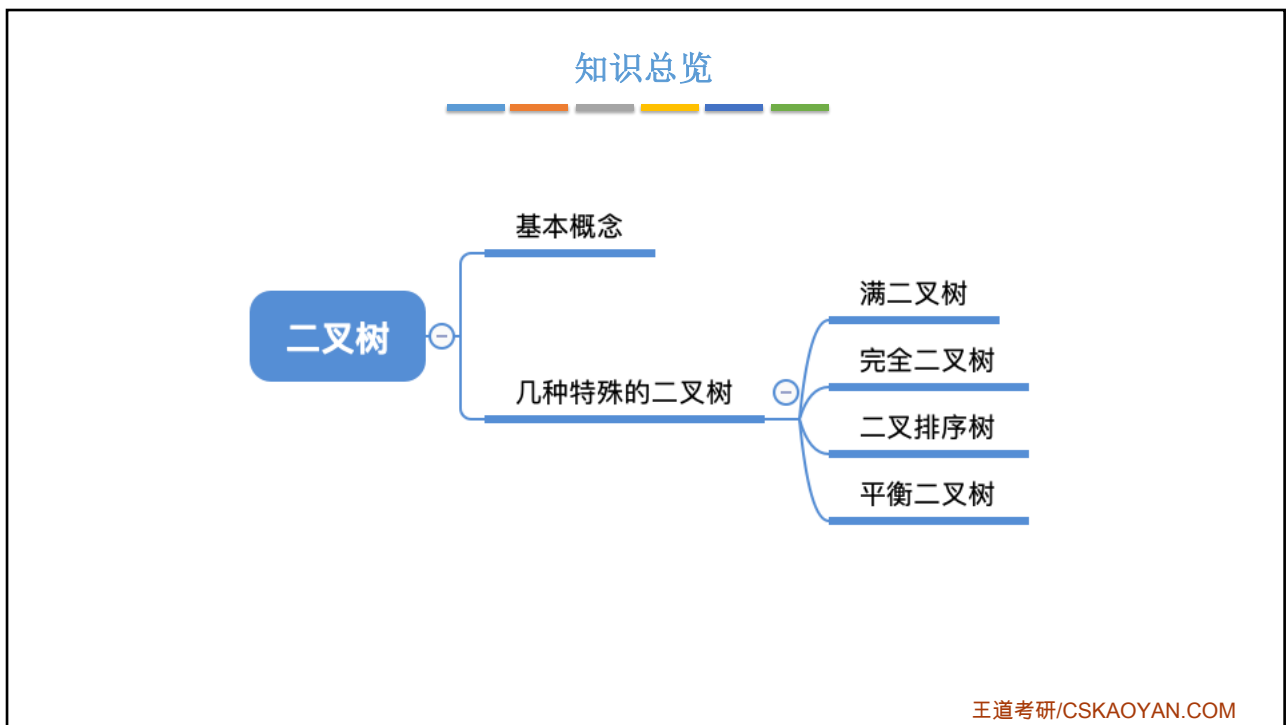 知识总览
基本概念
满二叉树
二叉树
完全二叉树
几种特殊的二叉树
二叉排序树
平衡二叉树
王道考研/CSKAOYAN.COM